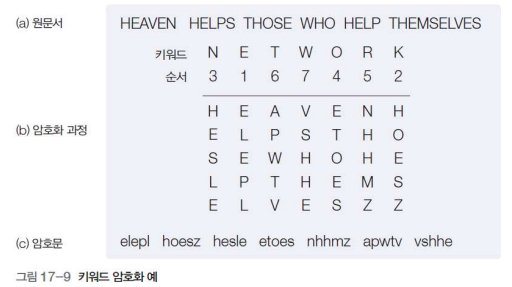 (a) 원문서 HEAVEN HELPS THOSE WHO HELP THEMSELVES
키워드 N E T W O R K
순서 3 1 6 7 4 5 2
H E A V E N H
(b) 암호화 과정 E L P S T H O
S E W H O H E
L P T H E M S
E L V E S Z Z
(c) 암호문 elepl hoesz hesle etoes nhhmz apwtv vshhe
그림 17-9 키워드 암호화 예